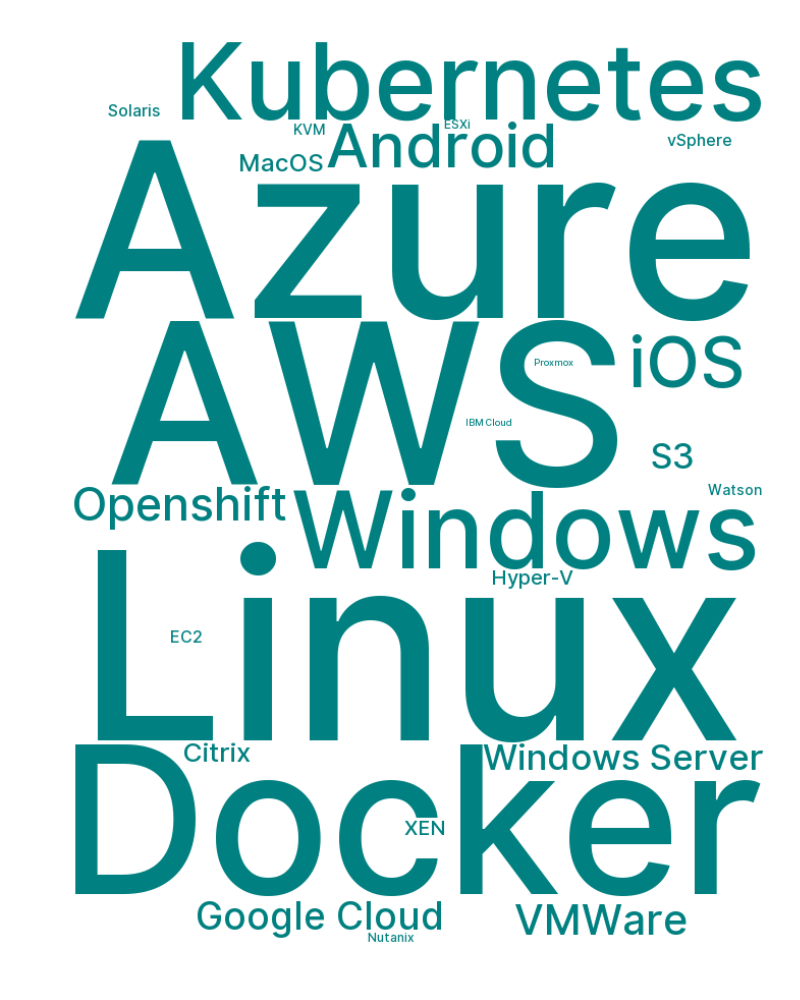 Kubernetes
Solaris
ESXi
KVM
Android
vSphere
MacOS
Azure
AWS
iOS
Proxmox
IBM Cloud
S3
Watson
Openshift
Windows
Hyper-V
Linux
EC2
Citrix
Windows Server
Docker
XEN
Google Cloud
VMWare
Nutanix